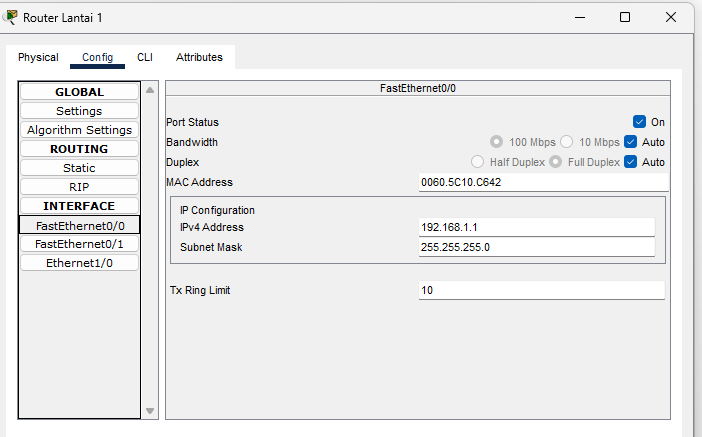 Router Lantai 1
Physical Config CLI Attributes
GLOBAL
Settings
Algorithm Settings
ROUTING
Static
RIP
INTERFACE
FastEthernet0/0
FastEthernet0/1
Ethernet1/0
FastEthernet0/0
Port Status On
Bandwidth 100 Mbps 10 Mbps Auto
Duplex Half Duplex Full Duplex Auto
MAC Address 0060.5C10.C642
IP Configuration
IPv4 Address 192.168.1.1
Subnet Mask 255.255.255.0
Tx Ring Limit 10